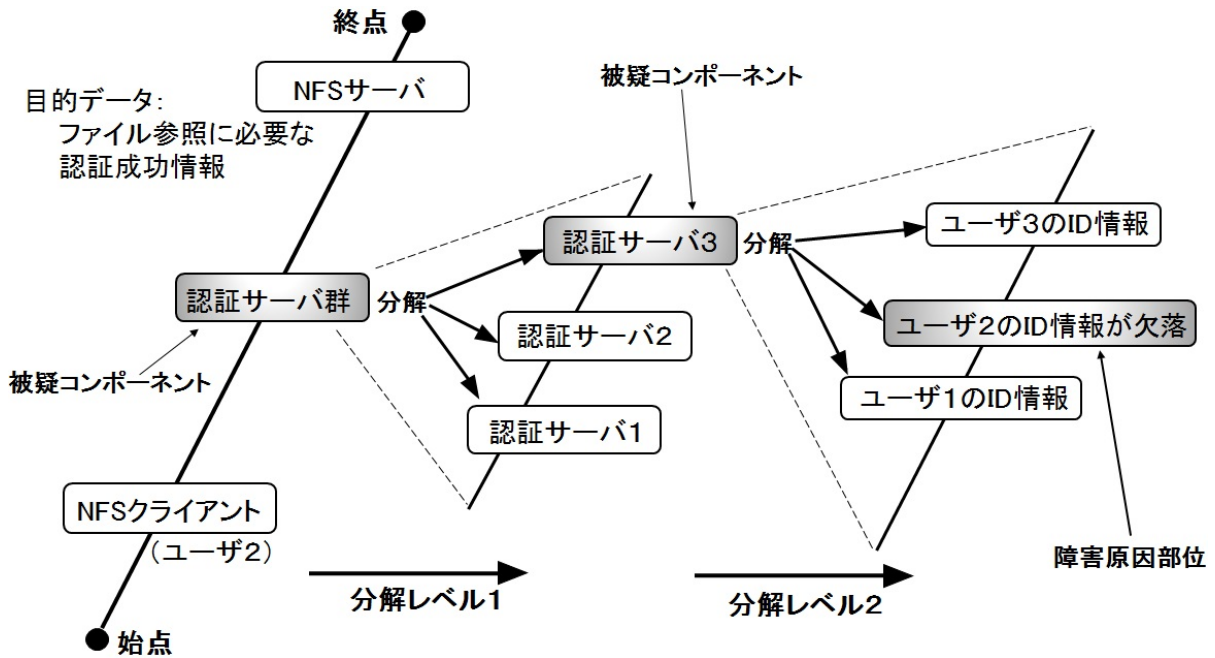 終点
NFSサーバ
目的データ:
ファイル参照に必要な
認証成功情報
被疑コンポーネント
認証サーバ3
分解
ユーザ3のID情報
認証サーバ群
分解
認証サーバ2
ユーザ2のID情報が欠落
被疑コンポーネント
認証サーバ1
ユーザ1のID情報
NFSクライアント
(ユーザ2)
障害原因部位
分解レベル1
分解レベル2
始点